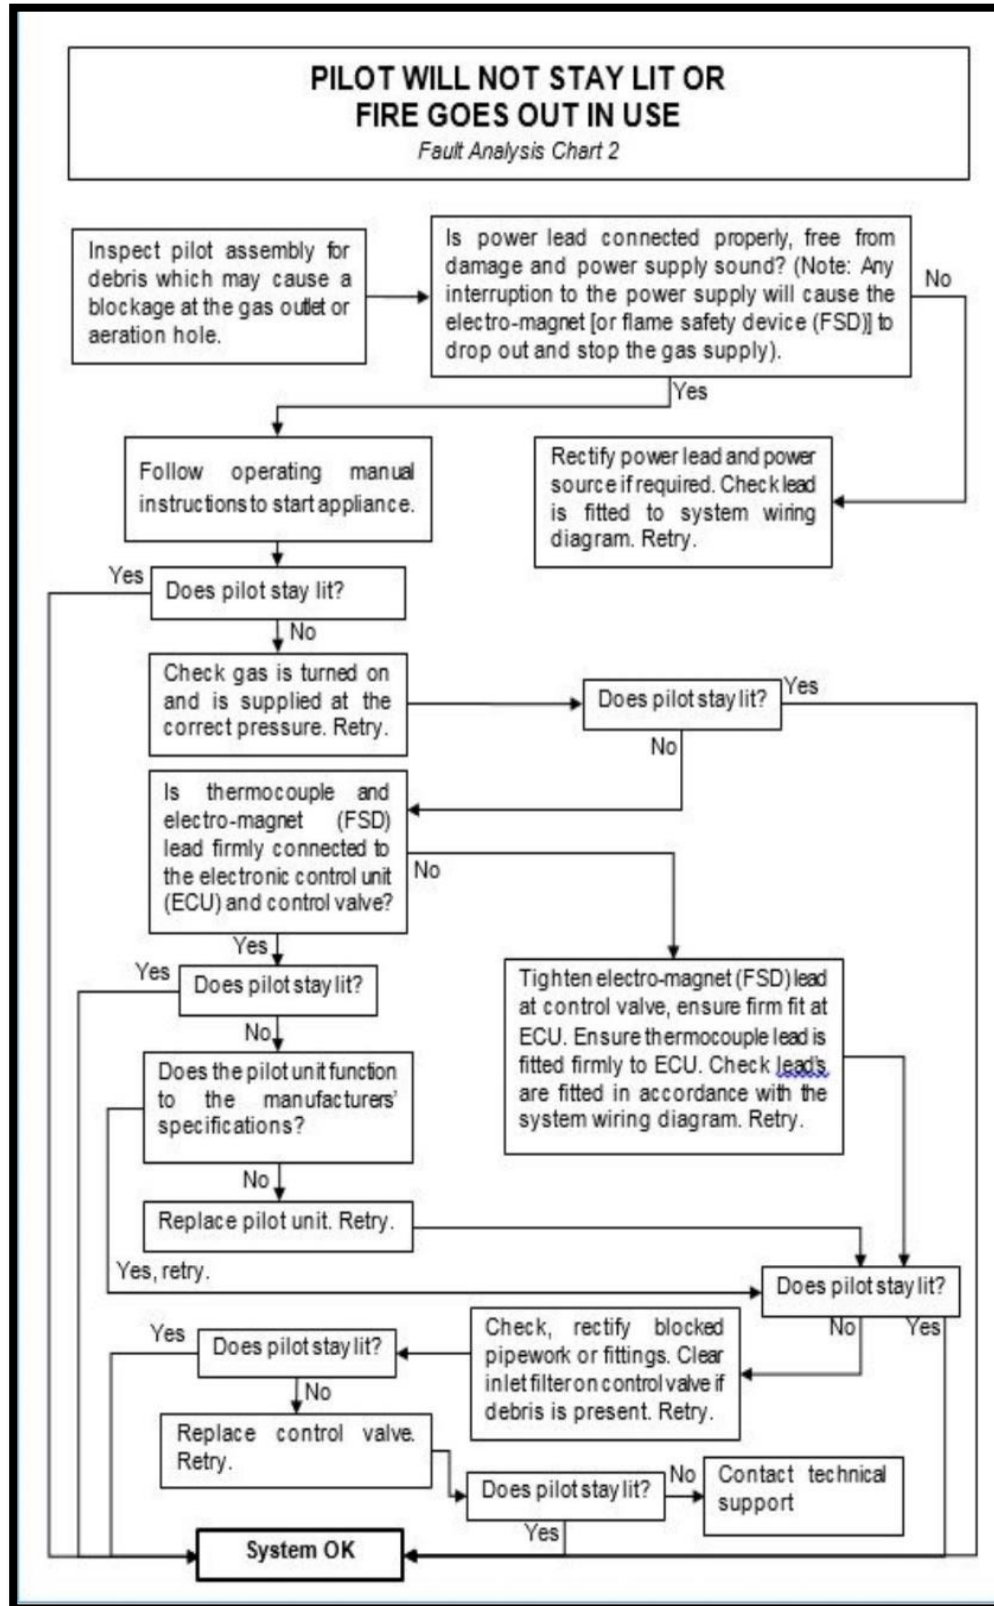 PILOT WILL NOT STAY LIT OR
FIRE GOES OUT IN USE
Fault Analysis Chart 2
Inspect pilot assembly for
debris which may cause a
blockage at the gas outlet or
aeration hole.
Is power lead connected properly, free from
damage and power supply sound? (Note: Any
interruption to the power supply will cause the
electro-magnet [or flame safety device (FSD)] to
drop out and stop the gas supply).
No
Yes
Follow operating manual
instructions to start appliance.
Rectify power lead and power
source if required. Check lead
is fitted to system wiring
diagram. Retry.
Yes
Does pilot stay lit?
No
Check gas is turned on
and is supplied at the
correct pressure. Retry.
Does pilot stay lit?
Yes
No
Is thermocouple and
electro-magnet (FSD)
lead firmly connected to
the electronic control unit
(ECU) and control valve?
No
Yes
Yes
Does pilot stay lit?
No
Tighten electro-magnet (FSD) lead
at control valve, ensure firm fit at
ECU. Ensure thermocouple lead is
fitted firmly to ECU. Check lead's
are fitted in accordance with the
system wiring diagram. Retry.
Does the pilot unit function
to the manufacturers'
specifications?
No
Replace pilot unit. Retry.
Yes, retry.
Does pilot stay lit?
No
Yes
Check, rectify blocked
pipework or fittings. Clear
inlet filter on control valve if
debris is present. Retry.
Yes
Does pilot stay lit?
No
Replace control valve.
Retry.
Does pilot stay lit?
No
Contact technical
support
Yes
System OK